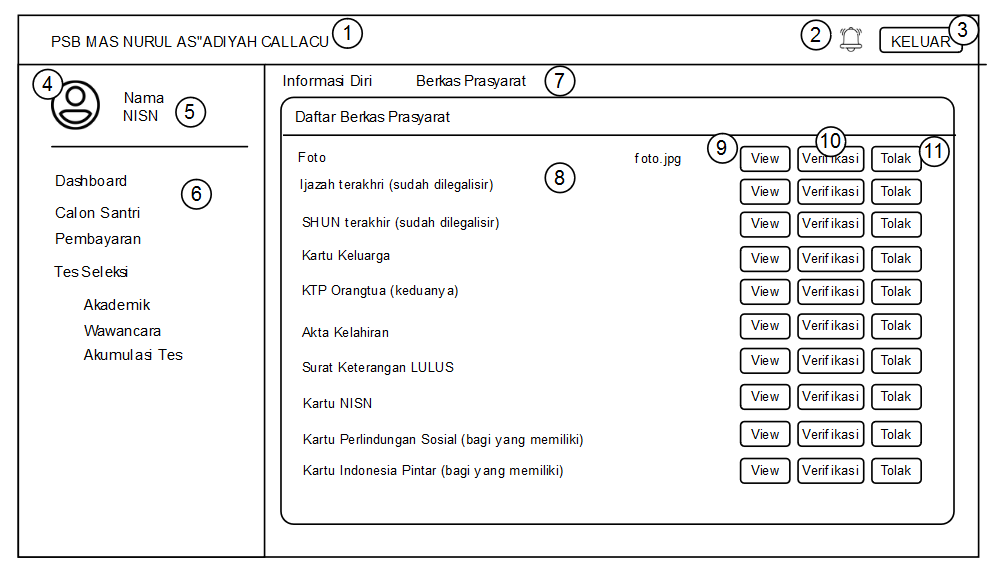 PSB MAS NURUL AS"ADIYAH CALLACU 1 2 KELUAR 3
4 Nama
NISN 5
6
Dashboard
Calon Santri
Pembayaran
Tes Seleksi
Akademik
Wawancara
Akumulasi Tes
Informasi Diri Berkas Prasyarat 7
Daftar Berkas Prasyarat
9 10 11
Foto foto.jpg View Verifikasi Tolak
Ijazah terakhri (sudah dilegalisir) 8 View Verifikasi Tolak
SHUN terakhir (sudah dilegalisir) View Verifikasi Tolak
Kartu Keluarga View Verifikasi Tolak
KTP Orangtua (keduanya) View Verifikasi Tolak
Akta Kelahiran View Verifikasi Tolak
Surat Keterangan LULUS View Verifikasi Tolak
Kartu NISN View Verifikasi Tolak
Kartu Perlindungan Sosial (bagi yang memiliki) View Verifikasi Tolak
Kartu Indonesia Pintar (bagi yang memiliki) View Verifikasi Tolak